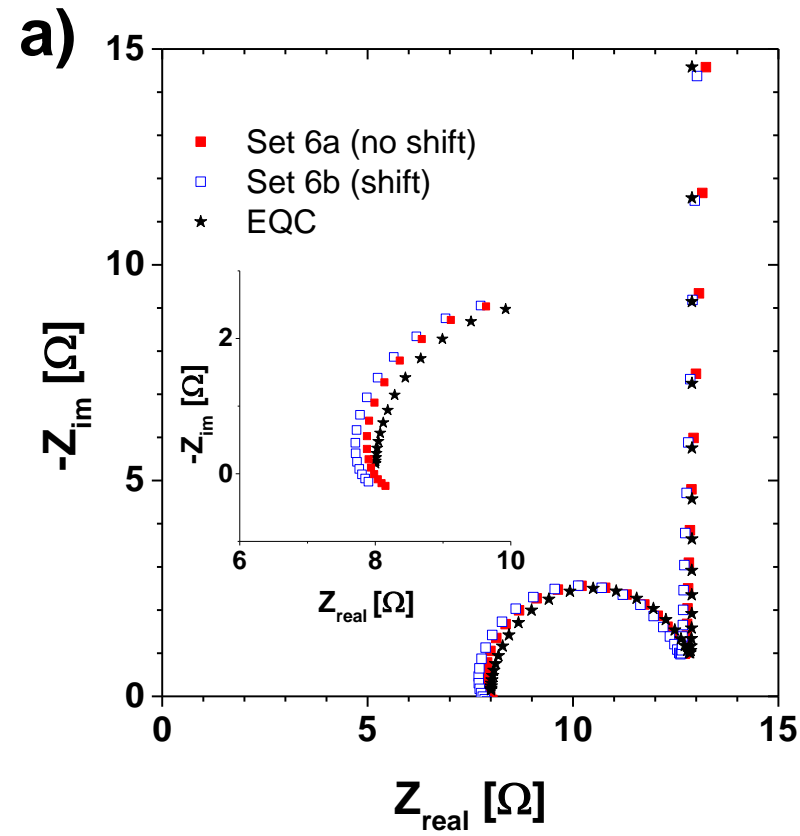 a)
15
10
5
0
0
5
10
15
-Z_im [Ω]
Z_real [Ω]
Set 6a (no shift)
Set 6b (shift)
EQC
2
0
6
8
10
-Z_im [Ω]
Z_real [Ω]